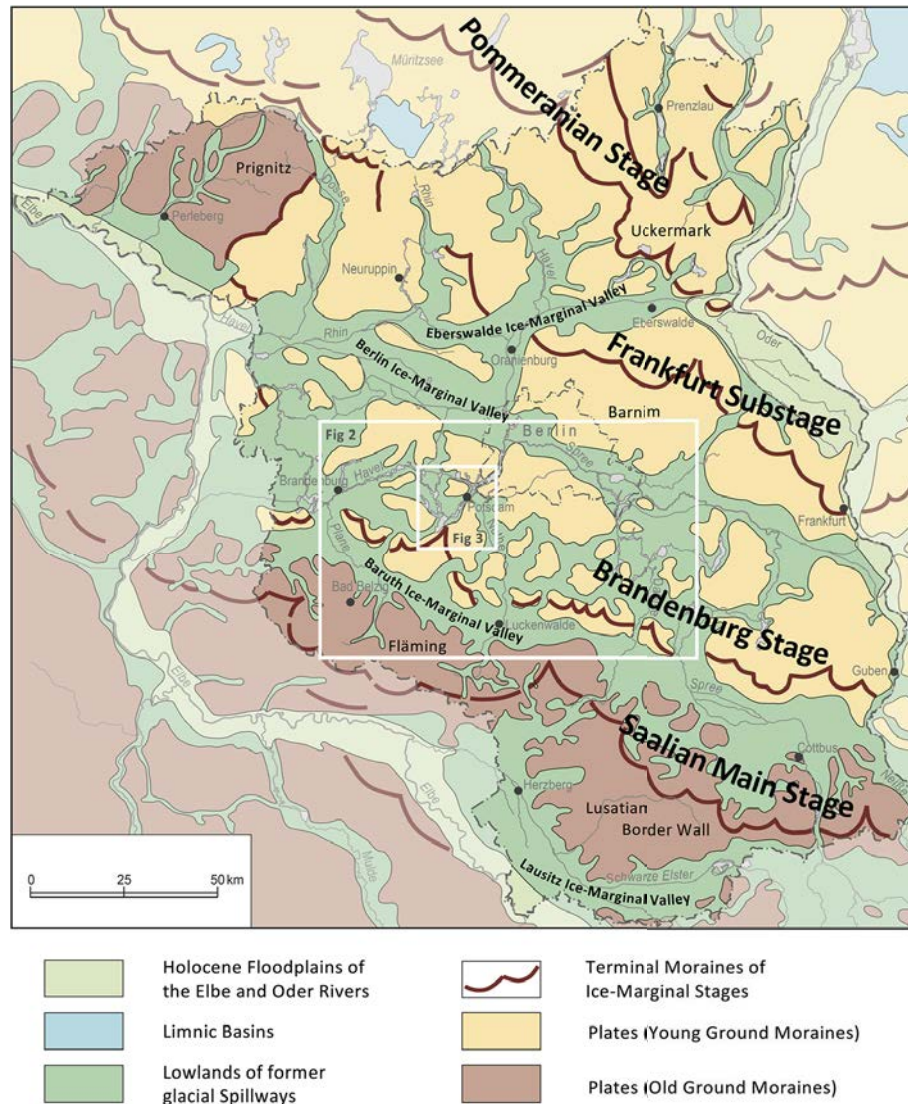 Müritzsee
Pommeranian Stage
Prenzlau
Prignitz
Dosse
Rhin
Elbe
Perleberg
Uckermark
Neuruppin
Havel
Havel
Rhin
Eberswalde Ice-Marginal Valley
Eberswalde
Oranienburg
Oder
Berlin Ice-Marginal Valley
Frankfurt Substage
Barnim
Fig 2
Berlin
Havel
Spree
Brandenburg
Potsdam
Frankfurt
Fig 3
Plane
Baruth Ice-Marginal Valley
Brandenburg Stage
Bad Belzig
Luckenwalde
Fläming
Guben
Elbe
Spree
Saalian Main Stage
Cottbus
Herzberg
Elbe
Lusatian
Border Wall
Schwarze Elster
Lausitz Ice-Marginal Valley
Mulde
0 25 50 km
Holocene Floodplains of
the Elbe and Oder Rivers
Limnic Basins
Lowlands of former
glacial Spillways
Terminal Moraines of
Ice-Marginal Stages
Plates (Young Ground Moraines)
Plates (Old Ground Moraines)